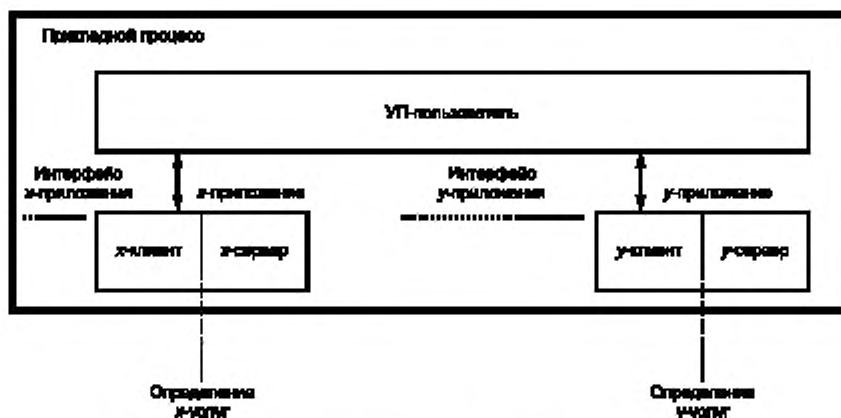 Прикладной процесс
УП-пользователь
Интерфейс
x-приложения
x-приложение
Интерфейс
y-приложения
y-приложение
x-клиент
x-сервер
y-клиент
y-сервер
Определение
x-услуг
Определение
y-услуг